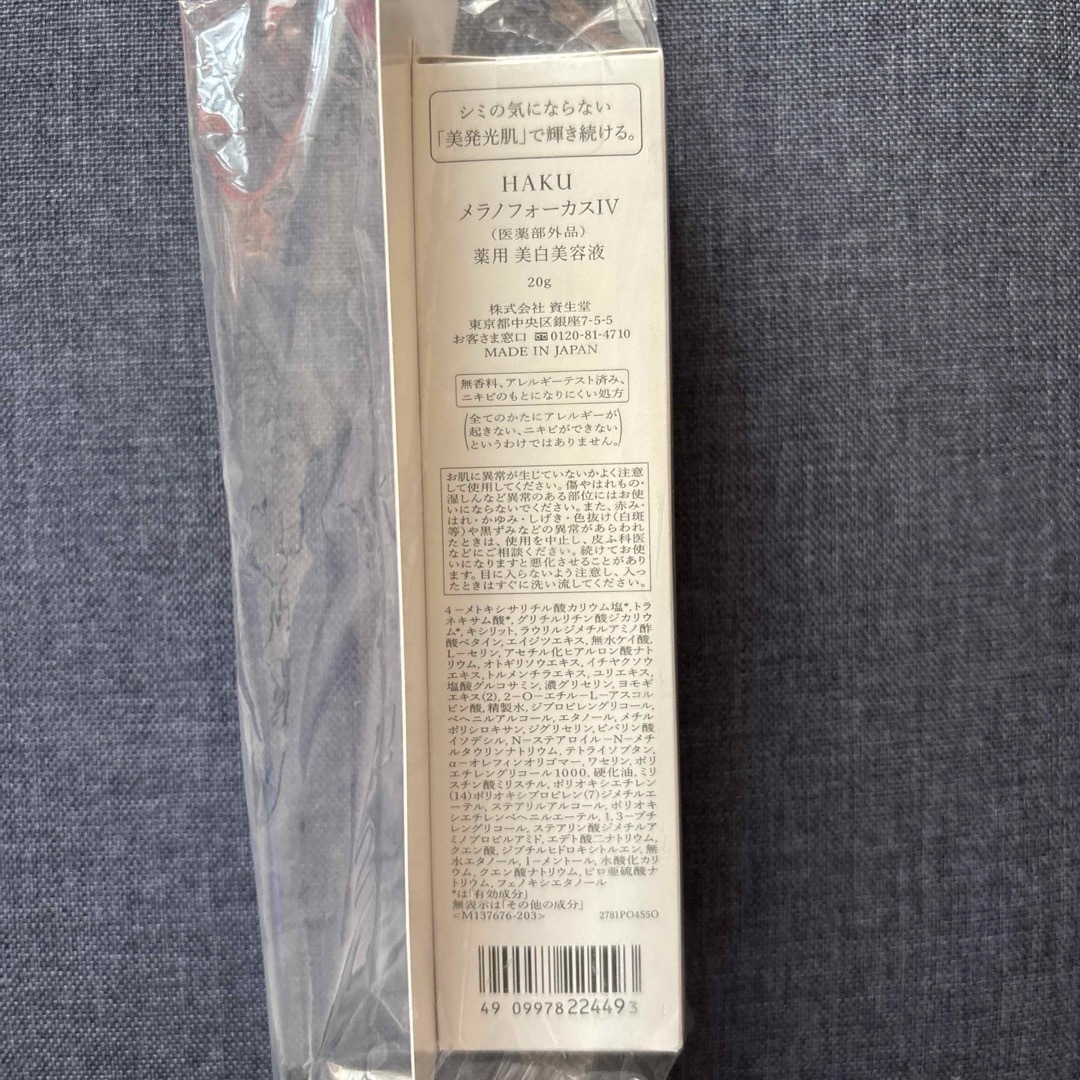 シミの気にならない
「美発光肌」で輝き続ける。
HAKU
メラノフォーカスIV
（医薬部外品）
薬用 美白美容液
20g
株式会社 資生堂
東京都中央区銀座7-5-5
お客さま窓口 0120-81-4710
MADE IN JAPAN
無香料、アレルギーテスト済み、
ニキビのもとになりにくい処方
(全てのかたにアレルギーが
起きない、ニキビができない
というわけではありません。)
お肌に異常が生じていないかよく注意
して使用してください。傷やはれもの・
湿しんなど異常のある部位にはお使
いにならないでください。また、赤み・
はれ・かゆみ・しげき・色抜け(白斑
等)や黒ずみなどの異常があらわれ
たときは、使用を中止し、皮ふ科医
などにご相談ください。続けてお使
いになりますと悪化させることがあり
ます。目に入らないよう注意し、入っ
たときはすぐに洗い流してください。
4－メトキシサリチル酸カリウム塩*, トラ
ネキサム酸*, グリチルリチン酸ジカリウ
ム*, キシリット, ラウリルジメチルアミノ酢
酸ベタイン, エイジツエキス, 無水ケイ酸,
L－セリン, アセチル化ヒアルロン酸ナト
リウム, オトギリソウエキス, イチヤクソウ
エキス, トルメンチラエキス, ユリエキス,
塩酸グルコサミン, 濃グリセリン, ヨモギ
エキス(2), 2－O－エチル－L－アスコル
ビン酸, 精製水, ジプロピレングリコール,
ベヘニルアルコール, エタノール, メチル
ポリシロキサン, ジグリセリン, ピバリン酸
イソデシル, N－ステアロイル－N－メチ
ルタウリンナトリウム, テトライソブタン,
α－オレフィンオリゴマー, ワセリン, ポリ
エチレングリコール1000, 硬化油, ミリ
スチン酸ミリスチル, ポリオキシエチレン
(14)ポリオキシプロピレン(7)ジメチルエ
ーテル, ステアリルアルコール, ポリオキ
シエチレンベヘニルエーテル, 1,3－ブチ
レングリコール, ステアリン酸ジメチルア
ミノプロピルアミド, エデト酸二ナトリウム,
クエン酸, ジブチルヒドロキシトルエン, 無
水エタノール, l－メントール, 水酸化カリ
ウム, クエン酸ナトリウム, ピロ亜硫酸ナ
トリウム, フェノキシエタノール
*は「有効成分」
無表示は「その他の成分」
<M137676-203> 2781PO4S5O
49 0997822449 3